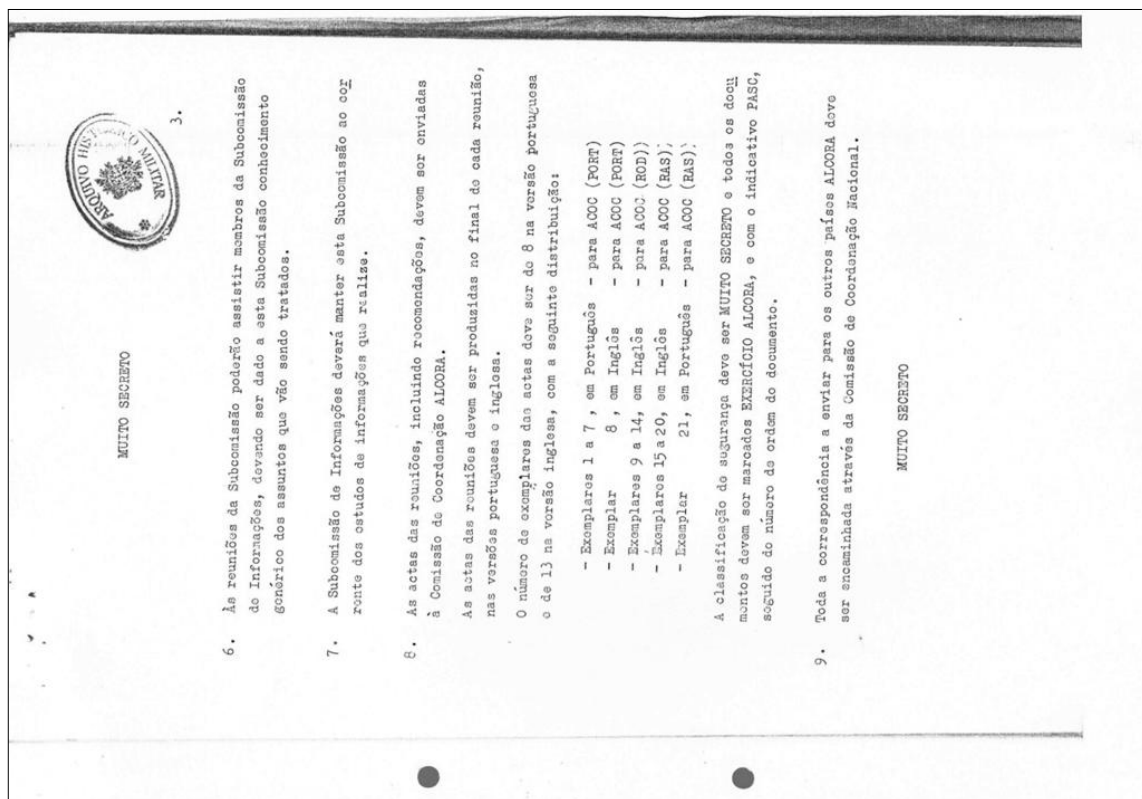 ARQUIVO HISTÓRICO MILITAR
3.
MUITO SECRETO
6. Às reuniões da Subcomissão poderão assistir membros da Subcomissão
de Informações, devendo ser dado a esta Subcomissão conhecimento
genérico dos assuntos que vão sendo tratados.
7. A Subcomissão de Informações deverá manter esta Subcomissão ao cor
rente dos estudos de informações que realize.
8. As actas das reuniões, incluindo recomendações, devem ser enviadas
à Comissão de Coordenação ALCORA.
As actas das reuniões devem ser produzidas no final de cada reunião,
nas versões portuguesa e inglesa.
O número de exemplares das actas deve ser de 8 na versão portuguesa
e de 13 na versão inglesa, com a seguinte distribuição:
- Exemplares 1 a 7 , em Português - para ACOC (PORT)
- Exemplar 8 , em Inglês - para ACOC (PORT)
- Exemplares 9 a 14, em Inglês - para ACOC (ROD);
- Exemplares 15 a 20, em Inglês - para ACOC (RAS);
- Exemplar 21, em Português - para ACOC (RAS);
A classificação de segurança deve ser MUITO SECRETO e todos os docu
mentos devem ser marcados EXERCÍCIO ALCORA, e com o indicativo PASC,
seguido do número de ordem do documento.
9. Toda a correspondência a enviar para os outros países ALCORA deve
ser encaminhada através da Comissão de Coordenação Nacional.
MUITO SECRETO